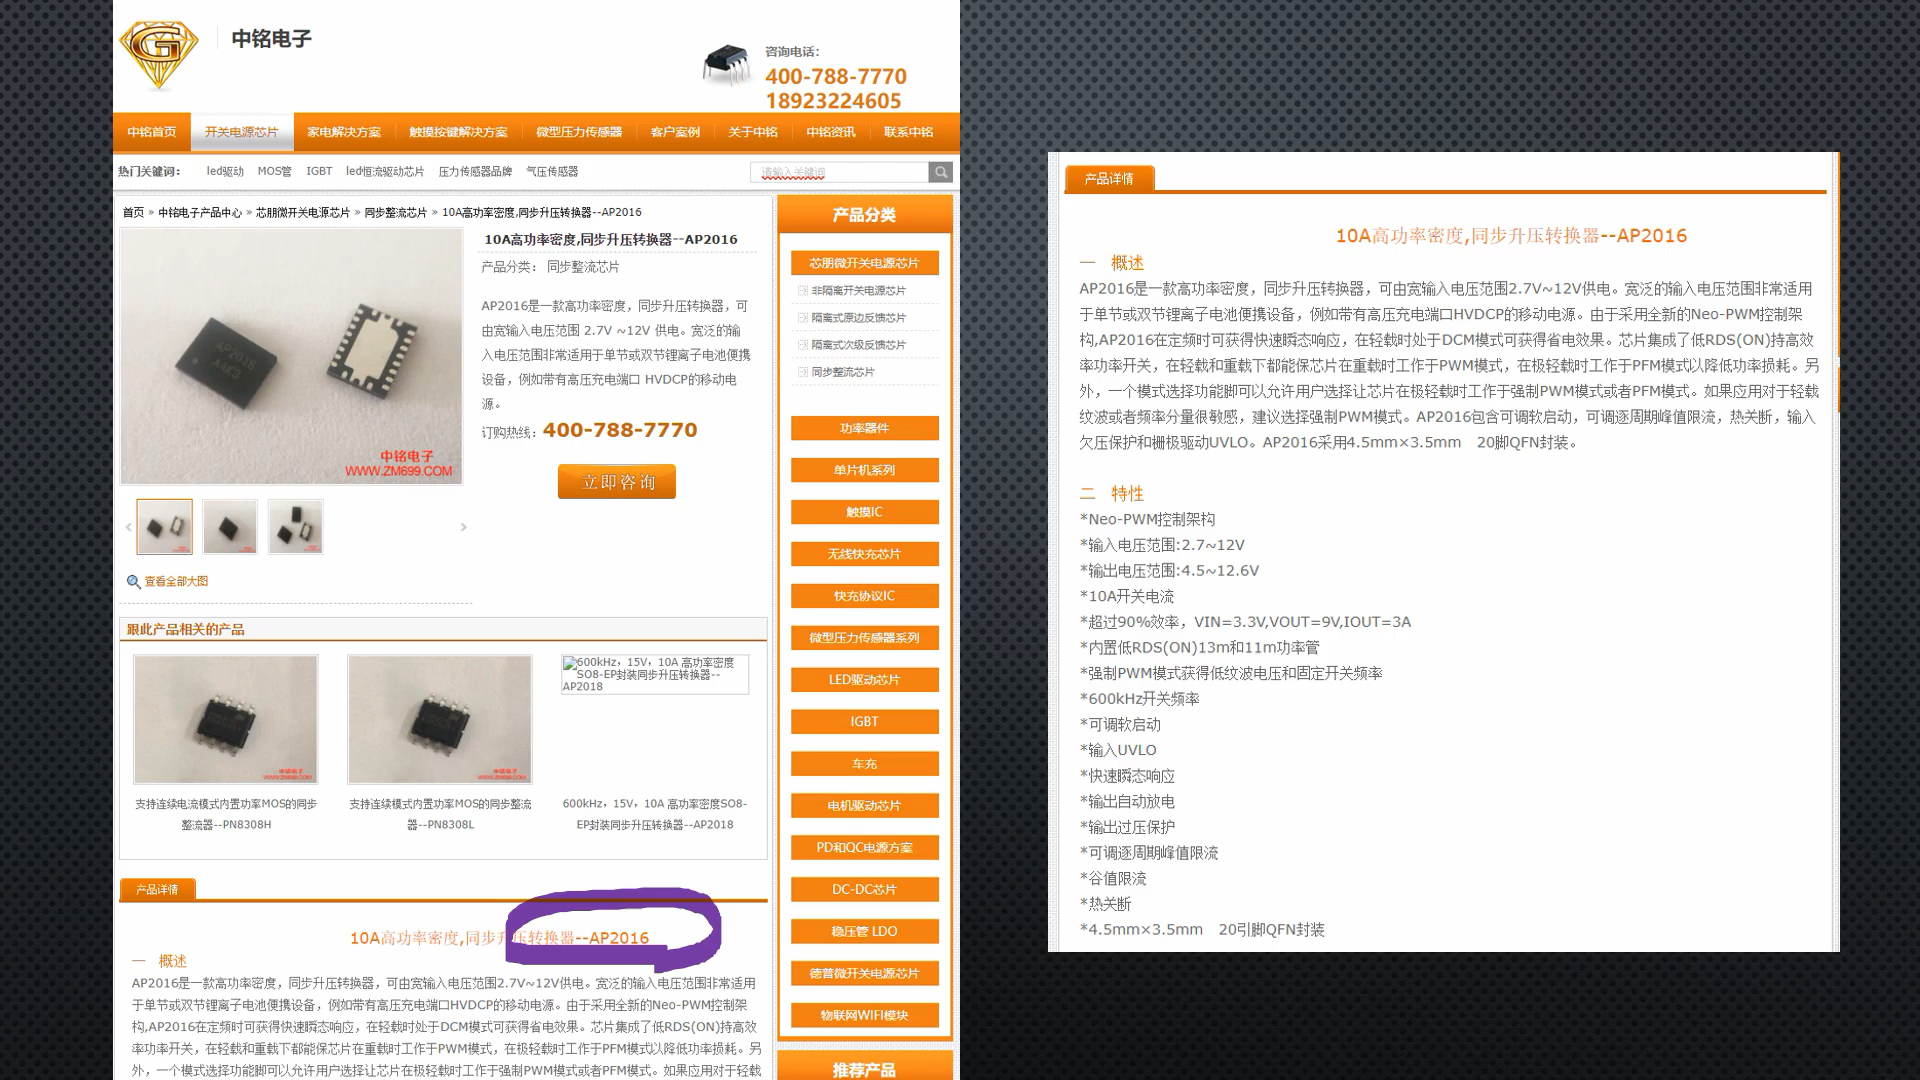 中铭电子
咨询电话：
400-788-7770
18923224605
中铭首页 开关电源芯片 家电解决方案 触摸按键解决方案 微型压力传感器 客户案例 关于中铭 中铭资讯 联系中铭
热门关键词： led驱动 MOS管 IGBT led恒流驱动芯片 压力传感器品牌 气压传感器
请输入关键词
首页 » 中铭电子产品中心 » 芯朋微开关电源芯片 » 同步整流芯片 » 10A高功率密度,同步升压转换器--AP2016
AP2016
中铭电子
WWW.ZM699.COM
查看全部大图
10A高功率密度,同步升压转换器--AP2016
产品分类： 同步整流芯片
AP2016是一款高功率密度，同步升压转换器，可
由宽输入电压范围 2.7V ~12V 供电。宽泛的输
入电压范围非常适用于单节或双节锂离子电池便携
设备，例如带有高压充电端口 HVDCP的移动电
源。
订购热线：400-788-7770
立即咨询
跟此产品相关的产品
中铭电子
WWW.ZM699.COM
支持连续电流模式内置功率MOS的同步
整流器--PN8308H
中铭电子
WWW.ZM699.COM
支持连续模式内置功率MOS的同步整流
器--PN8308L
600kHz，15V，10A 高功率密度
SO8-EP封装同步升压转换器--
AP2018
600kHz，15V，10A 高功率密度SO8-
EP封装同步升压转换器--AP2018
产品详情
10A高功率密度,同步升压转换器--AP2016
一 概述
AP2016是一款高功率密度，同步升压转换器，可由宽输入电压范围2.7V~12V供电。宽泛的输入电压范围非常适用
于单节或双节锂离子电池便携设备，例如带有高压充电端口HVDCP的移动电源。由于采用全新的Neo-PWM控制架
构,AP2016在定频时可获得快速瞬态响应，在轻载时处于DCM模式可获得省电效果。芯片集成了低RDS(ON)持高效
率功率开关，在轻载和重载下都能保芯片在重载时工作于PWM模式，在极轻载时工作于PFM模式以降低功率损耗。另
外，一个模式选择功能脚可以允许用户选择让芯片在极轻载时工作于强制PWM模式或者PFM模式。如果应用对于轻载
产品分类
芯朋微开关电源芯片
非隔离开关电源芯片
隔离式原边反馈芯片
隔离式次级反馈芯片
同步整流芯片
功率器件
单片机系列
触摸IC
无线快充芯片
快充协议IC
微型压力传感器系列
LED驱动芯片
IGBT
车充
电机驱动芯片
PD和QC电源方案
DC-DC芯片
稳压管 LDO
德普微开关电源芯片
物联网WIFI模块
推荐产品
产品详情
10A高功率密度,同步升压转换器--AP2016
一 概述
AP2016是一款高功率密度，同步升压转换器，可由宽输入电压范围2.7V~12V供电。宽泛的输入电压范围非常适用
于单节或双节锂离子电池便携设备，例如带有高压充电端口HVDCP的移动电源。由于采用全新的Neo-PWM控制架
构,AP2016在定频时可获得快速瞬态响应，在轻载时处于DCM模式可获得省电效果。芯片集成了低RDS(ON)持高效
率功率开关，在轻载和重载下都能保芯片在重载时工作于PWM模式，在极轻载时工作于PFM模式以降低功率损耗。另
外，一个模式选择功能脚可以允许用户选择让芯片在极轻载时工作于强制PWM模式或者PFM模式。如果应用对于轻载
纹波或者频率分量很敏感，建议选择强制PWM模式。AP2016包含可调软启动，可调逐周期峰值限流，热关断，输入
欠压保护和栅极驱动UVLO。AP2016采用4.5mm×3.5mm 20脚QFN封装。
二 特性
*Neo-PWM控制架构
*输入电压范围:2.7~12V
*输出电压范围:4.5~12.6V
*10A开关电流
*超过90%效率，VIN=3.3V,VOUT=9V,IOUT=3A
*内置低RDS(ON)13m和11m功率管
*强制PWM模式获得低纹波电压和固定开关频率
*600kHz开关频率
*可调软启动
*输入UVLO
*快速瞬态响应
*输出自动放电
*输出过压保护
*可调逐周期峰值限流
*谷值限流
*热关断
*4.5mm×3.5mm 20引脚QFN封装